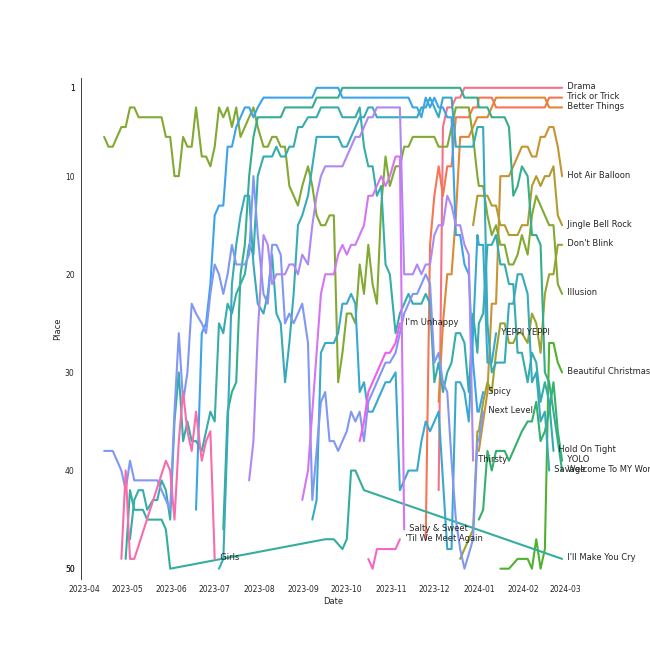 1
Drama
Trick or Trick
Better Things
10
Hot Air Balloon
Jingle Bell Rock
Don't Blink
20
Illusion
I'm Unhappy
YEPPI YEPPI
Place
30
Beautiful Christmas
Spicy
Next Level
Hold On Tight
Thirsty
YOLO
40
Savage
Welcome To MY Wor
Salty & Sweet
'Til We Meet Again
Girls
I'll Make You Cry
50
2023-04
2023-05
2023-06
2023-07
2023-08
2023-09
2023-10
2023-11
2023-12
2024-01
2024-02
2024-03
Date